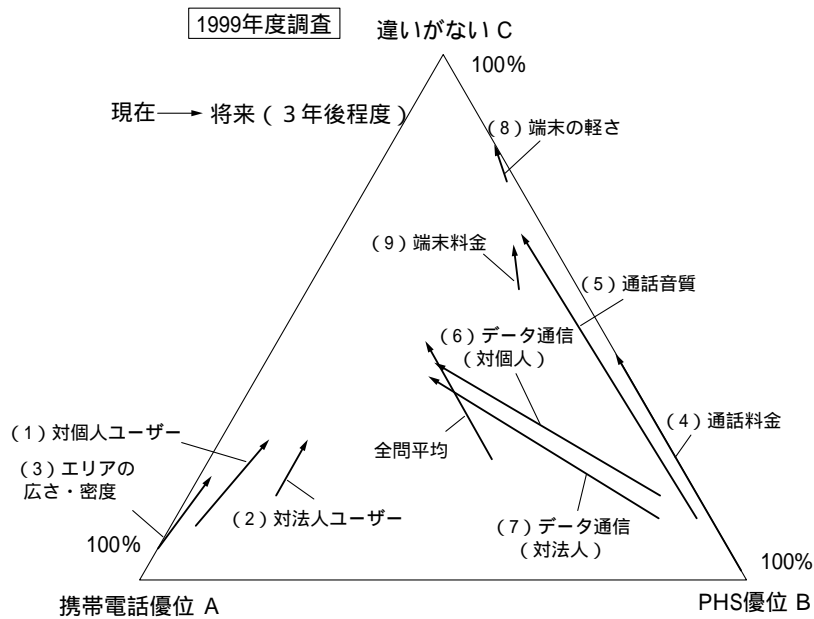 1999年度調査
違いがない C
100%
現在→将来（３年後程度）
（8）端末の軽さ
（9）端末料金
（5）通話音質
（6）データ通信
（対個人）
（1）対個人ユーザー
（4）通話料金
全問平均
（3）エリアの
広さ・密度
（2）対法人ユーザー
（7）データ通信
（対法人）
100%
100%
携帯電話優位 A
PHS優位 B